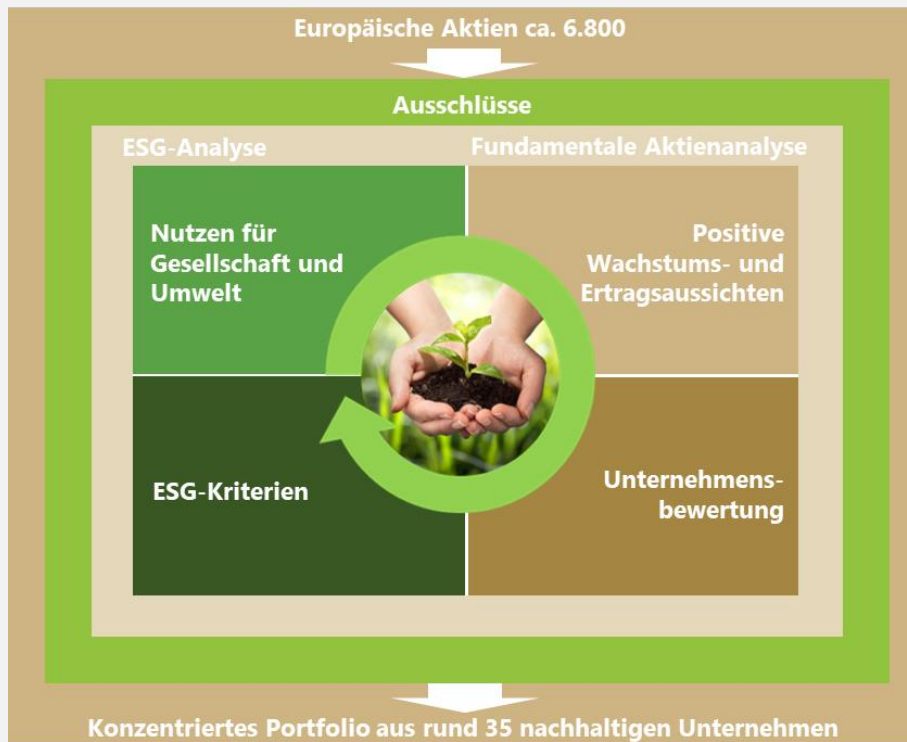 Europäische Aktien ca. 6.800
Ausschlüsse
ESG-Analyse
Fundamentale Aktienanalyse
Nutzen für
Gesellschaft und
Umwelt
Positive
Wachstums- und
Ertragsaussichten
ESG-Kriterien
Unternehmens-
bewertung
Konzentriertes Portfolio aus rund 35 nachhaltigen Unternehmen